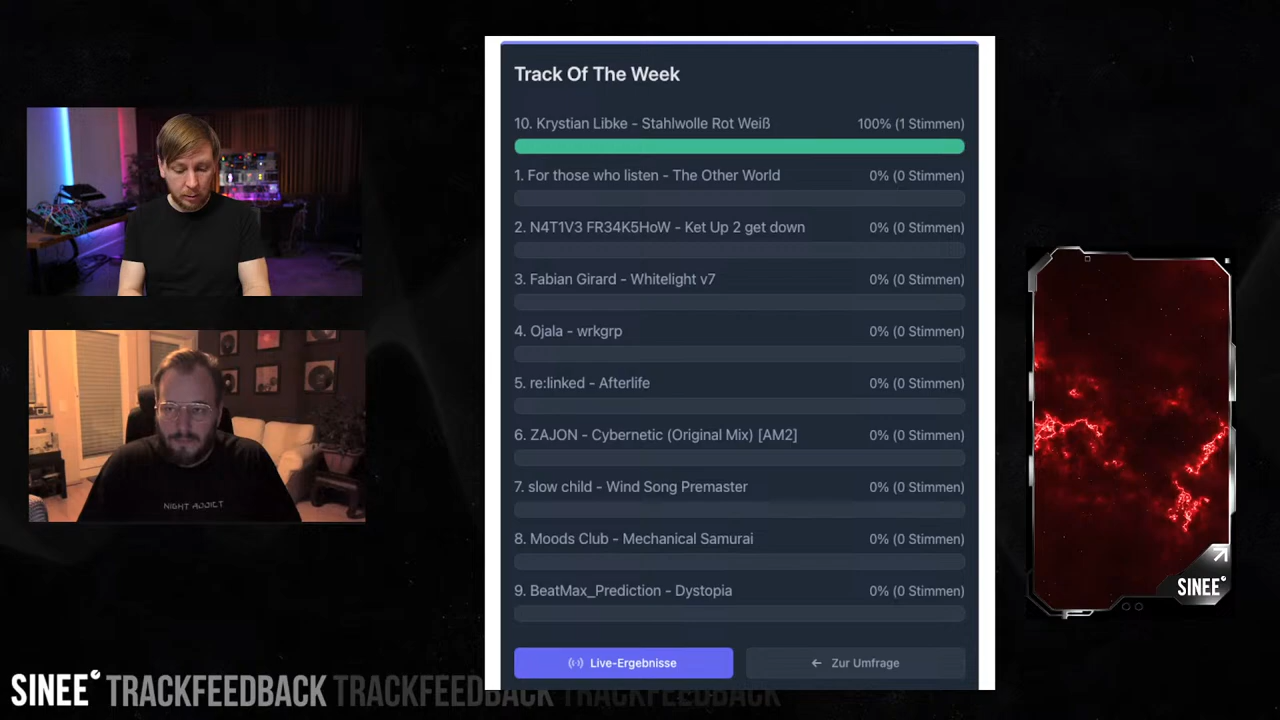 Track Of The Week
10. Krystian Libke - Stahlwolle Rot Weiß 100% (1 Stimmen)
1. For those who listen - The Other World 0% (0 Stimmen)
2. N4T1V3 FR34K5HoW - Ket Up 2 get down 0% (0 Stimmen)
3. Fabian Girard - Whitelight v7 0% (0 Stimmen)
4. Ojala - wrkgrp 0% (0 Stimmen)
5. re:linked - Afterlife 0% (0 Stimmen)
6. ZAJON - Cybernetic (Original Mix) [AM2] 0% (0 Stimmen)
7. slow child - Wind Song Premaster 0% (0 Stimmen)
8. Moods Club - Mechanical Samurai 0% (0 Stimmen)
9. BeatMax_Prediction - Dystopia 0% (0 Stimmen)
Live-Ergebnisse
← Zur Umfrage
NIGHT ADDICT
SINEE
SINEE TRACKFEEDBACK TRACKFEEDBACK TRACKFEEDBACK